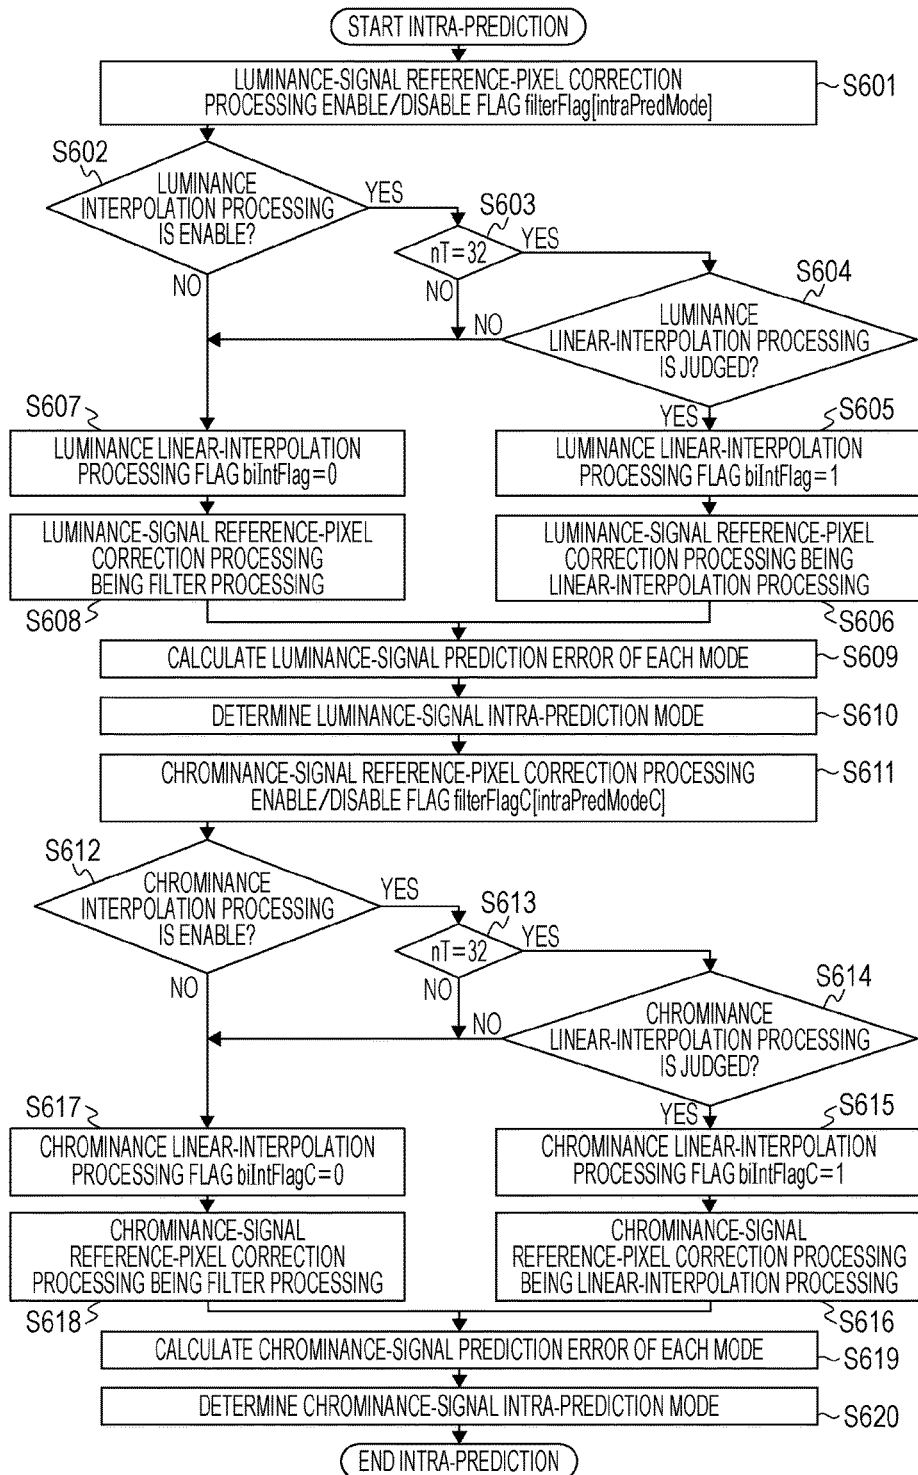 START INTRA-PREDICTION
LUMINANCE-SIGNAL REFERENCE-PIXEL CORRECTION
PROCESSING ENABLE/DISABLE FLAG filterFlag[intraPredMode]
S601
S602
LUMINANCE
INTERPOLATION PROCESSING
IS ENABLE?
YES
NO
S603
nT=32
YES
NO
S604
LUMINANCE
LINEAR-INTERPOLATION PROCESSING
IS JUDGED?
NO
YES
S607
LUMINANCE LINEAR-INTERPOLATION
PROCESSING FLAG biIntFlag=0
S605
LUMINANCE LINEAR-INTERPOLATION
PROCESSING FLAG biIntFlag=1
LUMINANCE-SIGNAL REFERENCE-PIXEL
CORRECTION PROCESSING
BEING FILTER PROCESSING
S608
LUMINANCE-SIGNAL REFERENCE-PIXEL
CORRECTION PROCESSING BEING
LINEAR-INTERPOLATION PROCESSING
S606
CALCULATE LUMINANCE-SIGNAL PREDICTION ERROR OF EACH MODE
S609
DETERMINE LUMINANCE-SIGNAL INTRA-PREDICTION MODE
S610
CHROMINANCE-SIGNAL REFERENCE-PIXEL CORRECTION PROCESSING
ENABLE/DISABLE FLAG filterFlagC[intraPredModeC]
S611
S612
CHROMINANCE
INTERPOLATION PROCESSING
IS ENABLE?
YES
NO
S613
nT=32
YES
NO
S614
CHROMINANCE
LINEAR-INTERPOLATION PROCESSING
IS JUDGED?
NO
YES
S617
CHROMINANCE LINEAR-INTERPOLATION
PROCESSING FLAG biIntFlagC=0
S615
CHROMINANCE LINEAR-INTERPOLATION
PROCESSING FLAG biIntFlagC=1
CHROMINANCE-SIGNAL
REFERENCE-PIXEL CORRECTION
PROCESSING BEING FILTER PROCESSING
S618
CHROMINANCE-SIGNAL
REFERENCE-PIXEL CORRECTION PROCESSING
BEING LINEAR-INTERPOLATION PROCESSING
S616
CALCULATE CHROMINANCE-SIGNAL PREDICTION ERROR OF EACH MODE
S619
DETERMINE CHROMINANCE-SIGNAL INTRA-PREDICTION MODE
S620
END INTRA-PREDICTION